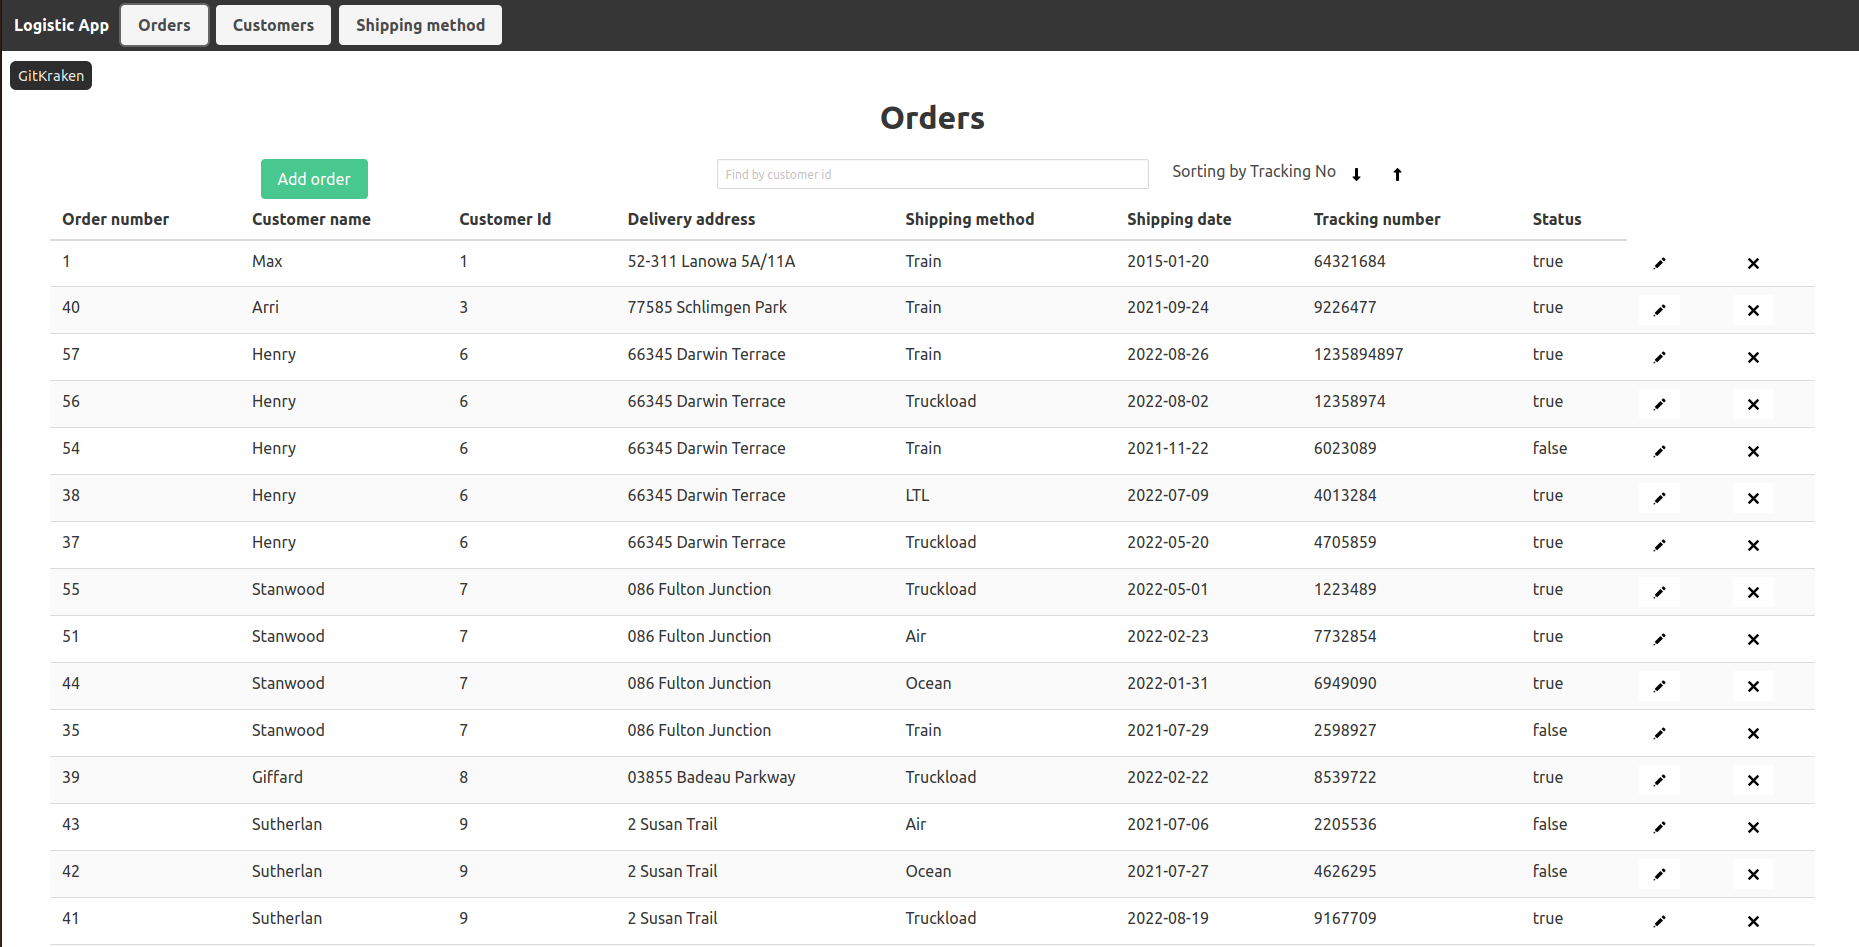 Logistic App Orders Customers Shipping method
GitKraken
Orders
Add order Find by customer id Sorting by Tracking No
Order number Customer name Customer Id Delivery address Shipping method Shipping date Tracking number Status
1 Max 1 52-311 Lanowa 5A/11A Train 2015-01-20 64321684 true
40 Arri 3 77585 Schlimgen Park Train 2021-09-24 9226477 true
57 Henry 6 66345 Darwin Terrace Train 2022-08-26 1235894897 true
56 Henry 6 66345 Darwin Terrace Truckload 2022-08-02 12358974 true
54 Henry 6 66345 Darwin Terrace Train 2021-11-22 6023089 false
38 Henry 6 66345 Darwin Terrace LTL 2022-07-09 4013284 true
37 Henry 6 66345 Darwin Terrace Truckload 2022-05-20 4705859 true
55 Stanwood 7 086 Fulton Junction Truckload 2022-05-01 1223489 true
51 Stanwood 7 086 Fulton Junction Air 2022-02-23 7732854 true
44 Stanwood 7 086 Fulton Junction Ocean 2022-01-31 6949090 true
35 Stanwood 7 086 Fulton Junction Train 2021-07-29 2598927 false
39 Giffard 8 03855 Badeau Parkway Truckload 2022-02-22 8539722 true
43 Sutherlan 9 2 Susan Trail Air 2021-07-06 2205536 false
42 Sutherlan 9 2 Susan Trail Ocean 2021-07-27 4626295 false
41 Sutherlan 9 2 Susan Trail Truckload 2022-08-19 9167709 true